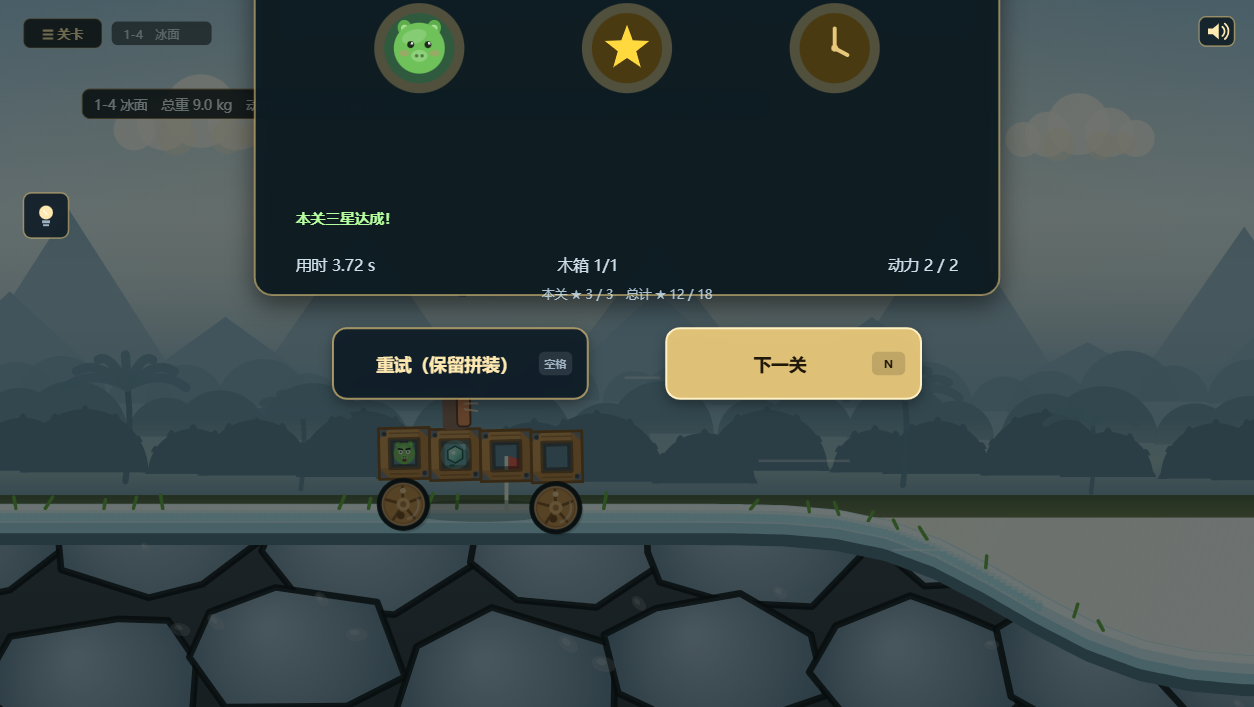 ☰ 关卡
1-4 冰面
1-4 冰面 总重 9.0 kg
本关三星达成!
用时 3.72 s 木箱 1/1 动力 2 / 2
本关 ★ 3 / 3 总计 ★ 12 / 18
重试（保留拼装） 空格
下一关 N